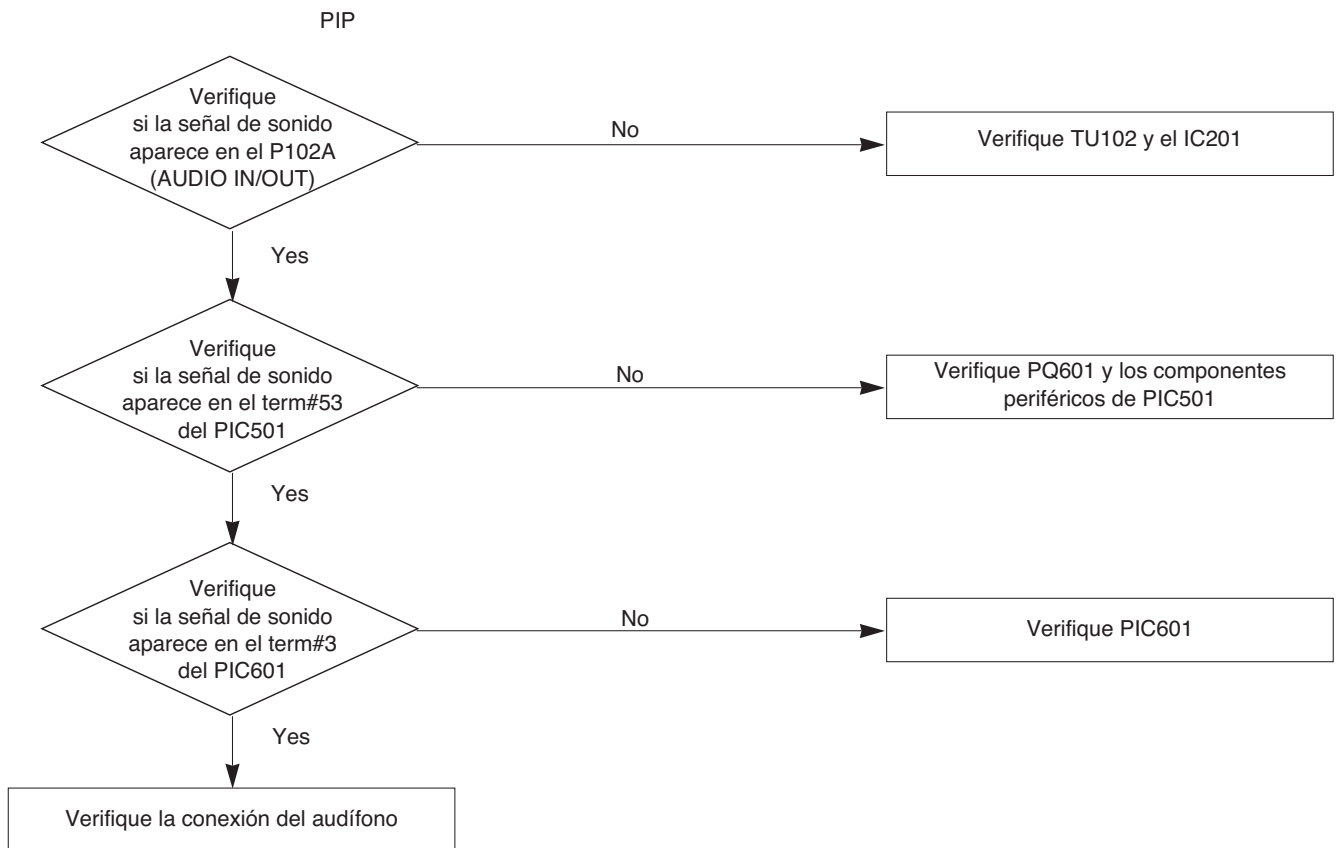 PIP
Verifique
si la señal de sonido
aparece en el P102A
(AUDIO IN/OUT)
No
Verifique TU102 y el IC201
Yes
Verifique
si la señal de sonido
aparece en el term#53
del PIC501
No
Verifique PQ601 y los componentes
periféricos de PIC501
Yes
Verifique
si la señal de sonido
aparece en el term#3
del PIC601
No
Verifique PIC601
Yes
Verifique la conexión del audífono